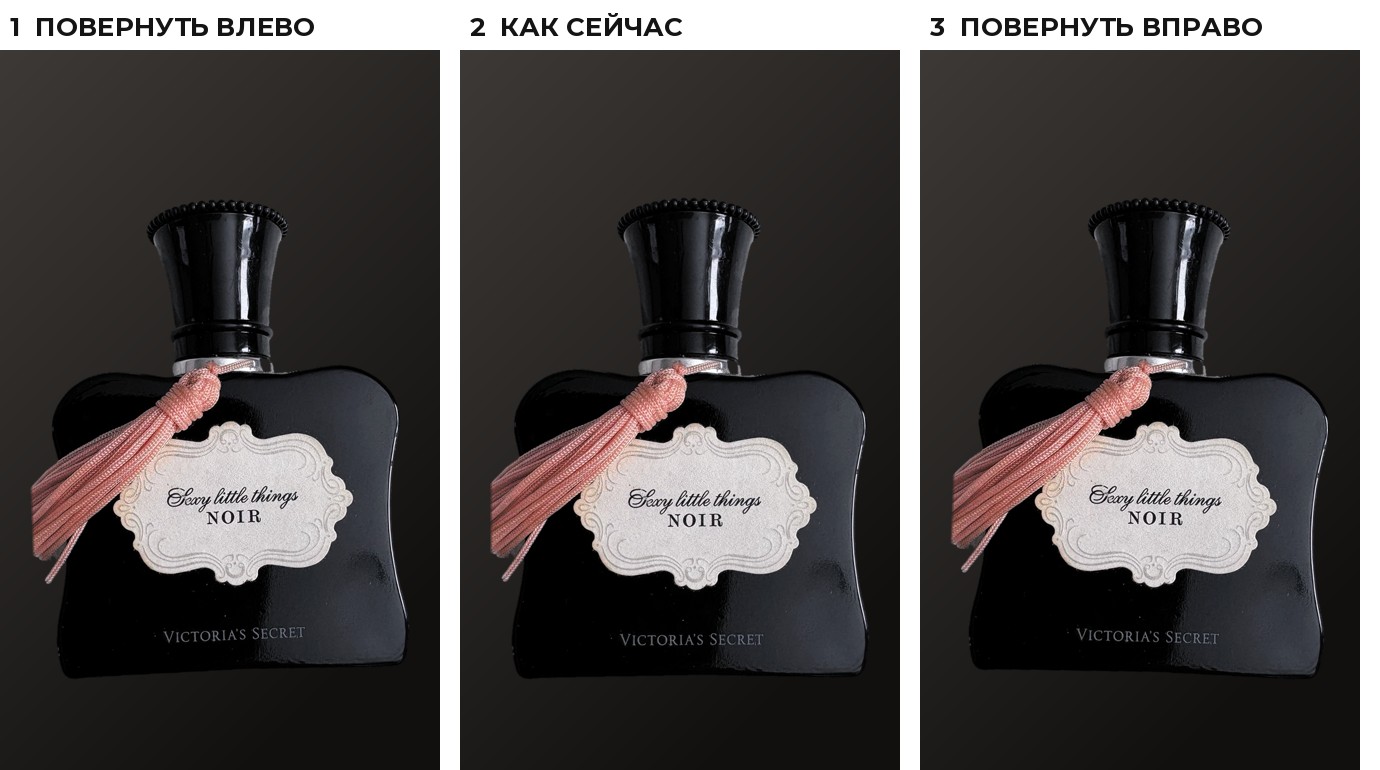 1 ПОВЕРНУТЬ ВЛЕВО
2 КАК СЕЙЧАС
3 ПОВЕРНУТЬ ВПРАВО
Sexy little things
NOIR
VICTORIA'S SECRET
Sexy little things
NOIR
VICTORIA'S SECRET
Sexy little things
NOIR
VICTORIA'S SECRET